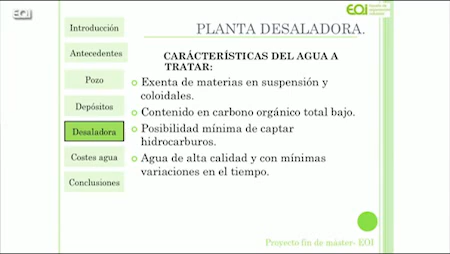 EOI
EOI
PLANTA DESALADORA.
Introducción
Antecedentes
Pozo
Depósitos
Desaladora
Costes agua
Conclusiones
CARÁCTERÍSTICAS DEL AGUA A
TRATAR:
Exenta de materias en suspensión y
coloidales.
Contenido en carbono orgánico total bajo.
Posibilidad mínima de captar
hidrocarburos.
Agua de alta calidad y con mínimas
variaciones en el tiempo.
Proyecto fin de máster- EOI